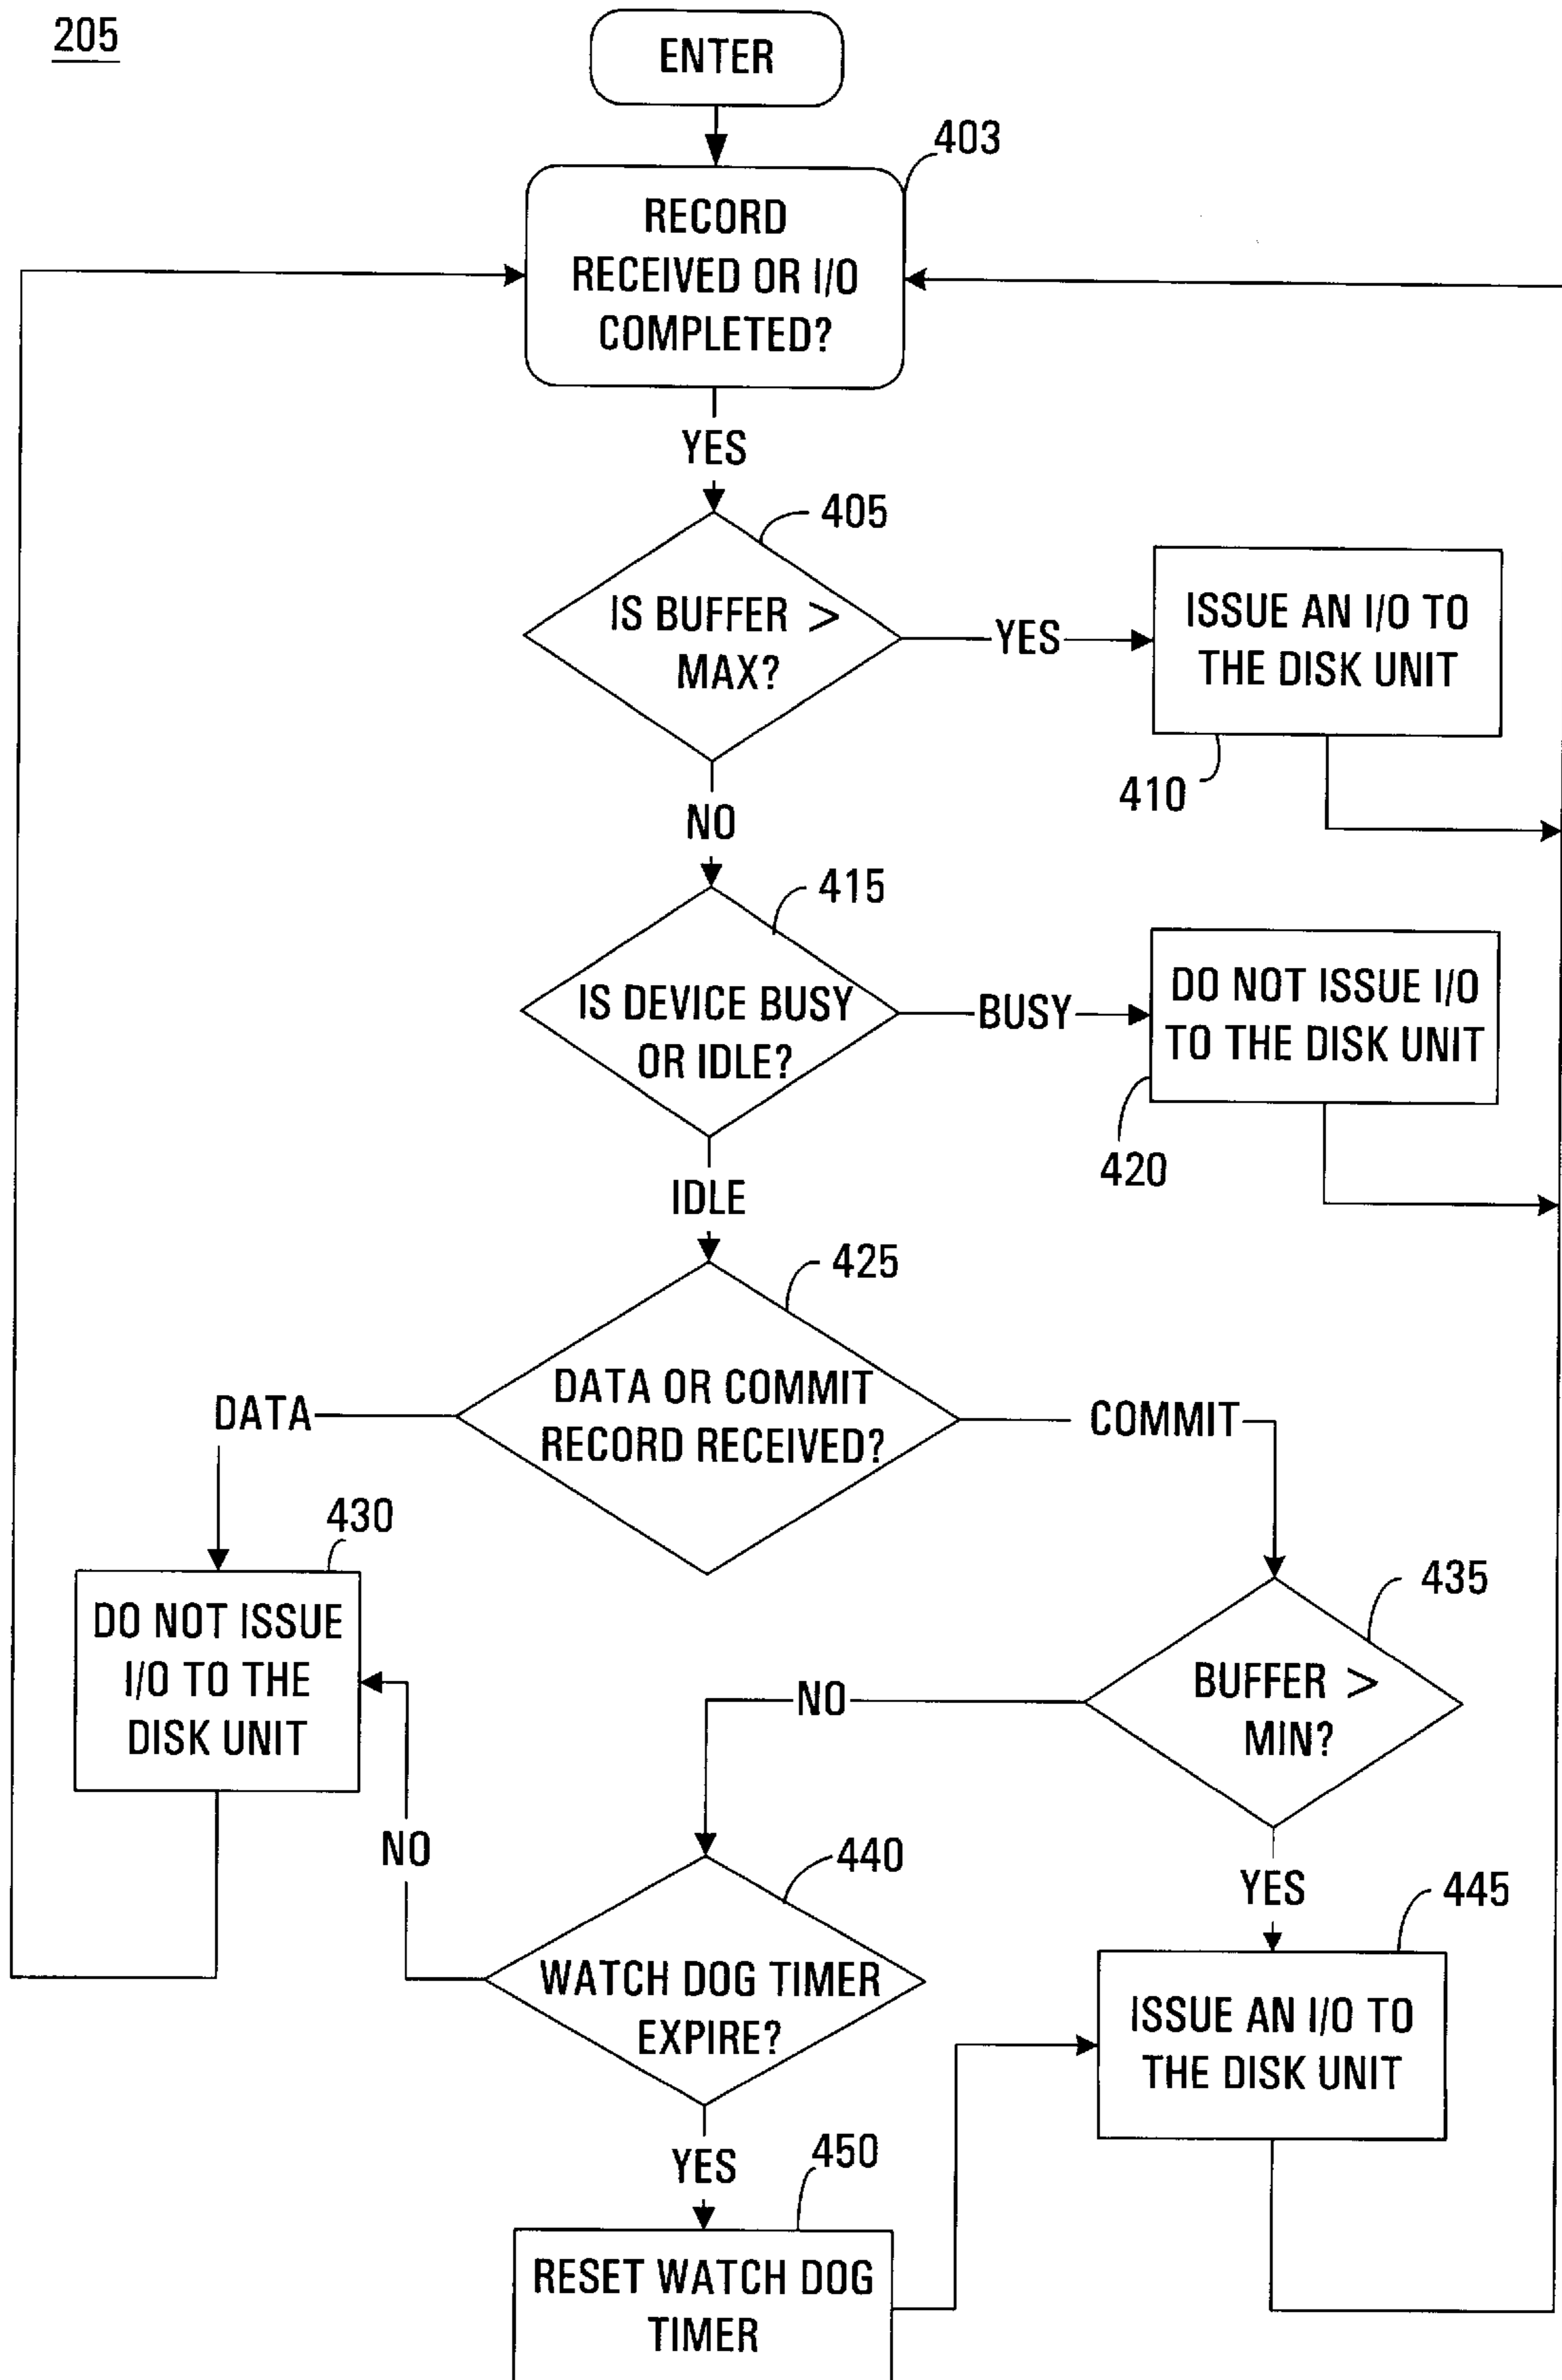 205
ENTER
403
RECORD
RECEIVED OR I/O
COMPLETED?
YES
405
IS BUFFER >
MAX?
YES
ISSUE AN I/O TO
THE DISK UNIT
410
NO
415
IS DEVICE BUSY
OR IDLE?
BUSY
DO NOT ISSUE I/O
TO THE DISK UNIT
420
IDLE
425
DATA OR COMMIT
RECORD RECEIVED?
DATA
COMMIT
430
DO NOT ISSUE
I/O TO THE
DISK UNIT
435
BUFFER >
MIN?
NO
NO
440
WATCH DOG TIMER
EXPIRE?
YES
445
ISSUE AN I/O TO
THE DISK UNIT
YES
450
RESET WATCH DOG
TIMER